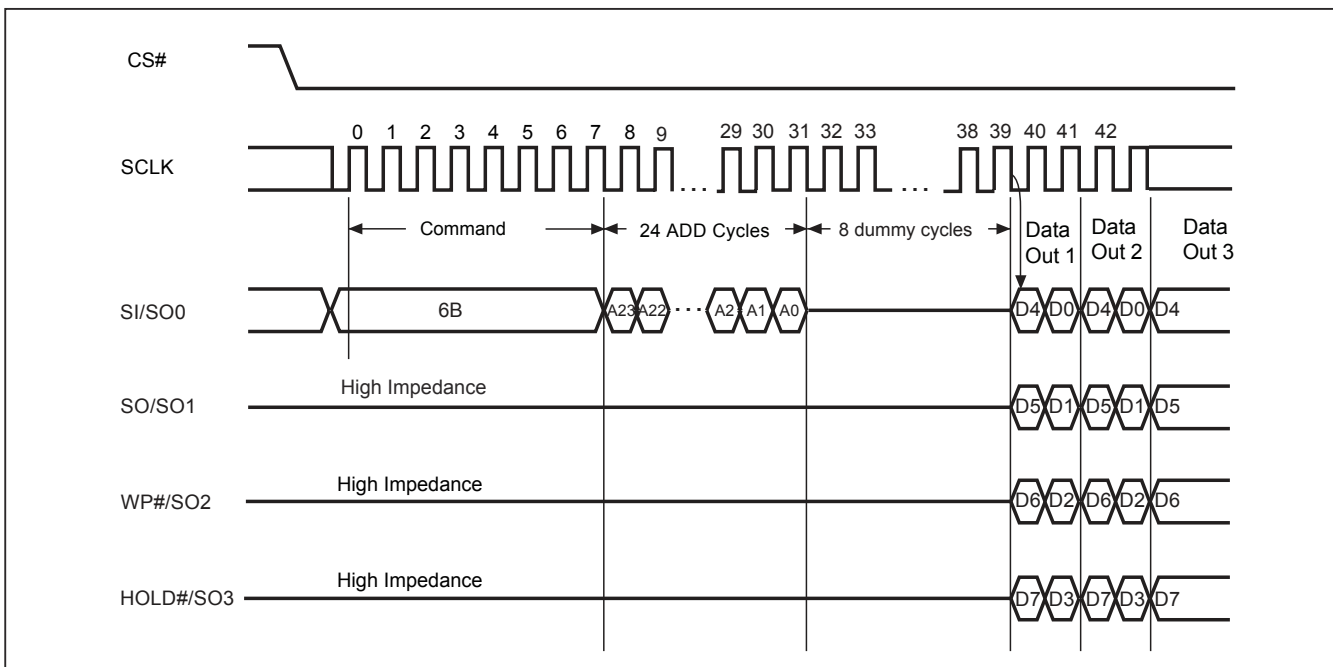 CS#
0 1 2 3 4 5 6 7 8 9 29 30 31 32 33 38 39 40 41 42
SCLK
... ...
Command 24 ADD Cycles 8 dummy cycles Data Out 1 Data Out 2 Data Out 3
SI/SO0 6B A23 A22 ... A2 A1 A0 D4 D0 D4 D0 D4
High Impedance
SO/SO1 D5 D1 D5 D1 D5
High Impedance
WP#/SO2 D6 D2 D6 D2 D6
High Impedance
HOLD#/SO3 D7 D3 D7 D3 D7